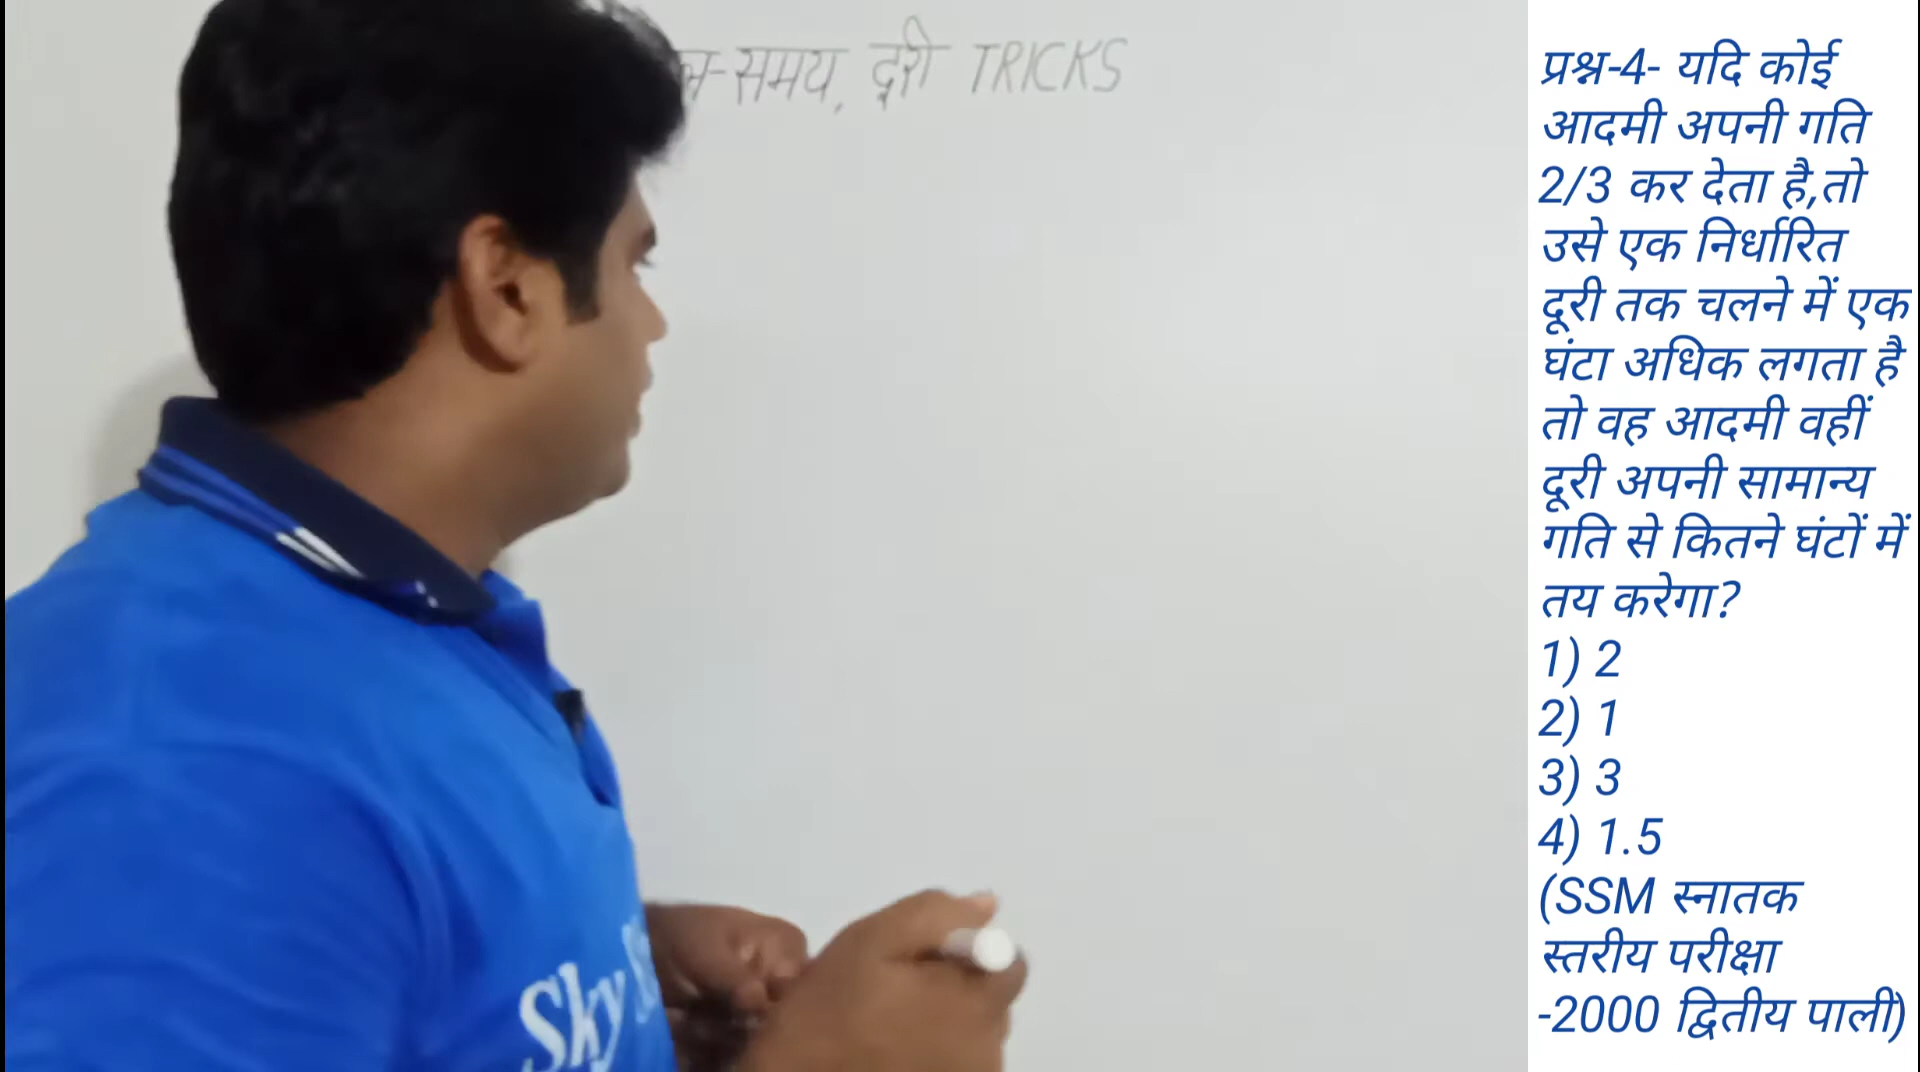 समय, दूरी TRICKS
प्रश्न-4- यदि कोई
आदमी अपनी गति
2/3 कर देता है,तो
उसे एक निर्धारित
दूरी तक चलने में एक
घंटा अधिक लगता है
तो वह आदमी वहीं
दूरी अपनी सामान्य
गति से कितने घंटों में
तय करेगा?
1) 2
2) 1
3) 3
4) 1.5
(SSM स्नातक
स्तरीय परीक्षा
-2000 द्वितीय पाली)
Sky